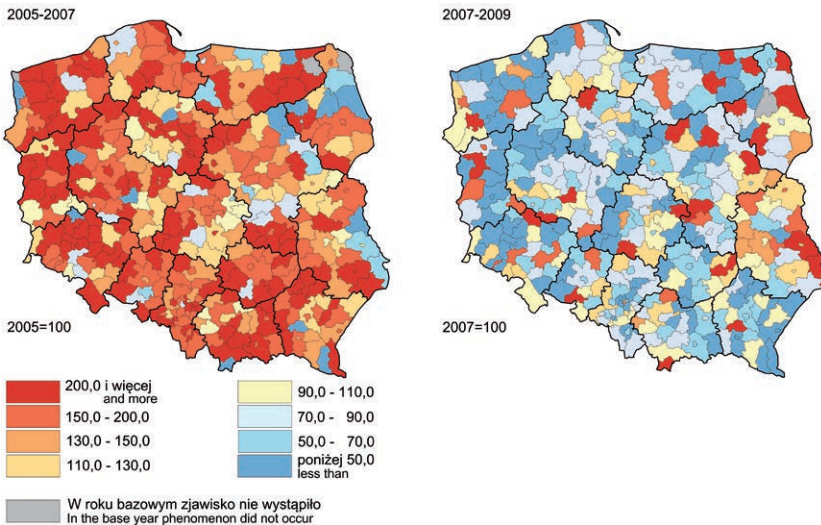 2005-2007
2007-2009
2005=100
2007=100
200,0 i więcej
and more
150,0 - 200,0
130,0 - 150,0
110,0 - 130,0
90,0 - 110,0
70,0 - 90,0
50,0 - 70,0
poniżej 50,0
less than
W roku bazowym zjawisko nie wystąpiło
In the base year phenomenon did not occur